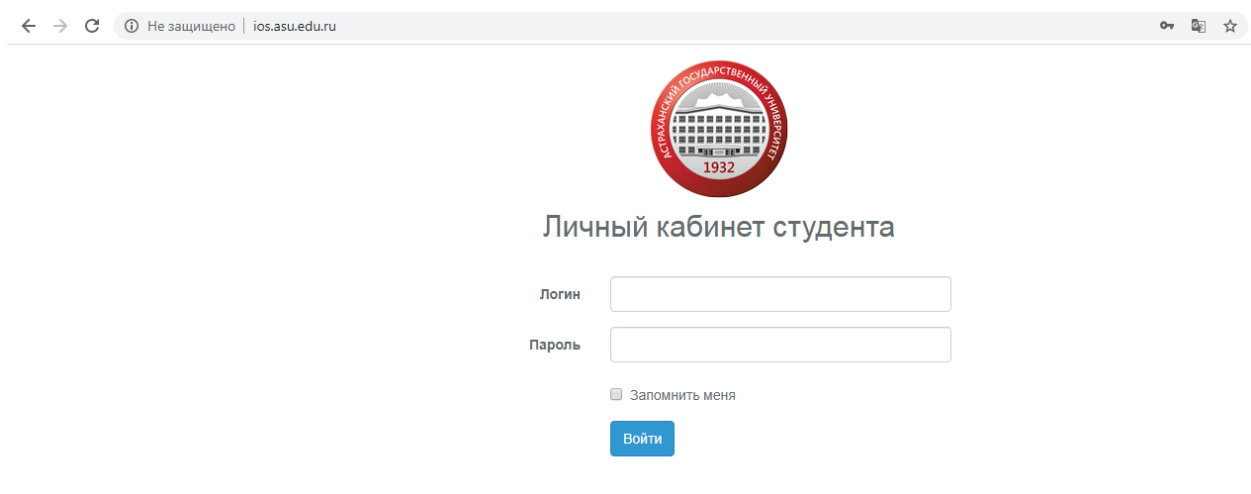 Не защищено | ios.asu.edu.ru
АСТРАХАНСКИЙ ГОСУДАРСТВЕННЫЙ УНИВЕРСИТЕТ
1932
Личный кабинет студента
Логин
Пароль
Запомнить меня
Войти